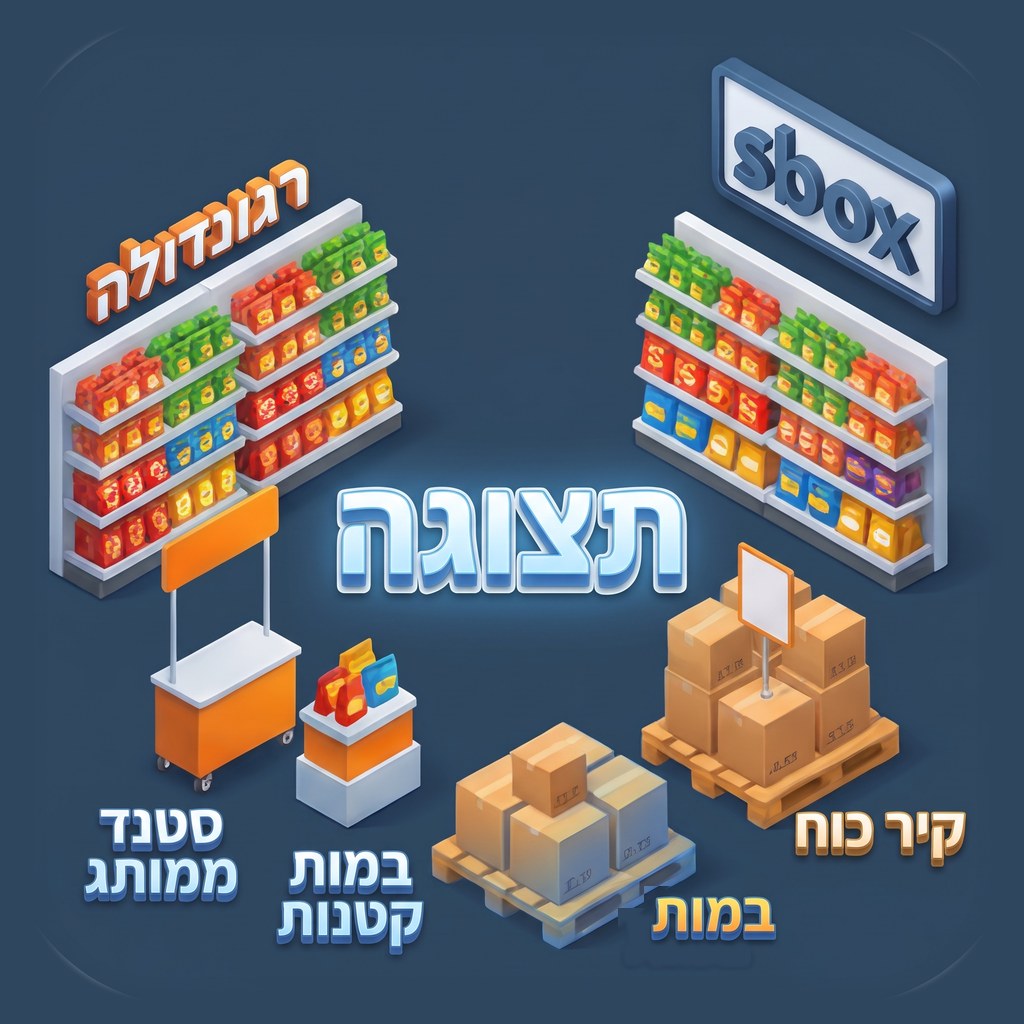 sbox
רגונדולה
תצוגה
סטנד
ממותג
במות
קטנות
במות
קיר כוח